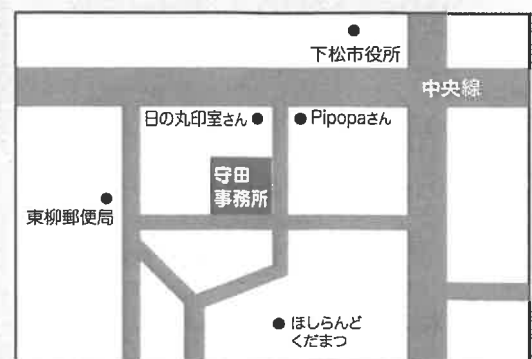 下松市役所
中央線
日の丸印室さん
Pipopaさん
守田
事務所
東柳郵便局
ほしらんど
くだまつ